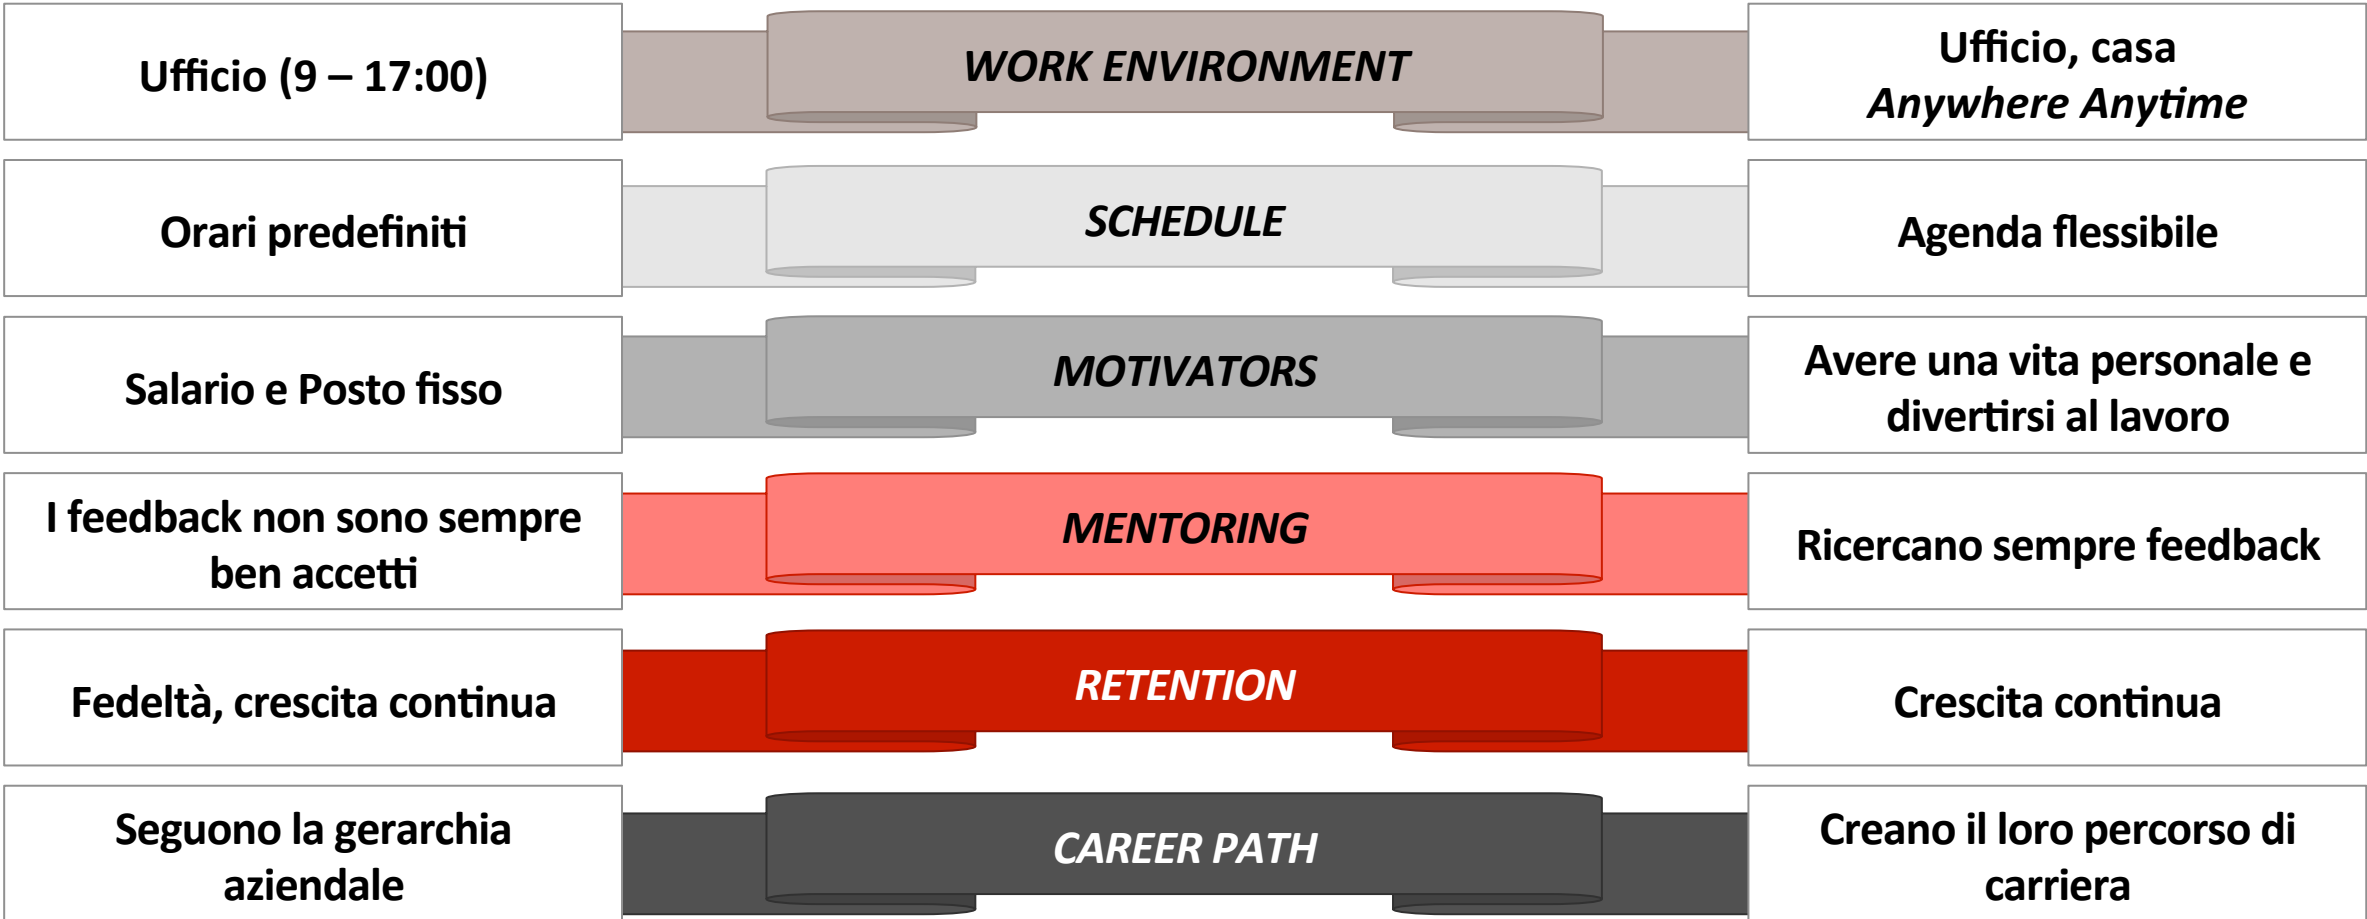 Ufficio (9 – 17:00)
WORK ENVIRONMENT
Ufficio, casa
Anywhere Anytime
Orari predefiniti
SCHEDULE
Agenda flessibile
Salario e Posto fisso
MOTIVATORS
Avere una vita personale e
divertirsi al lavoro
I feedback non sono sempre
ben accetti
MENTORING
Ricercano sempre feedback
Fedeltà, crescita continua
RETENTION
Crescita continua
Seguono la gerarchia
aziendale
CAREER PATH
Creano il loro percorso di
carriera